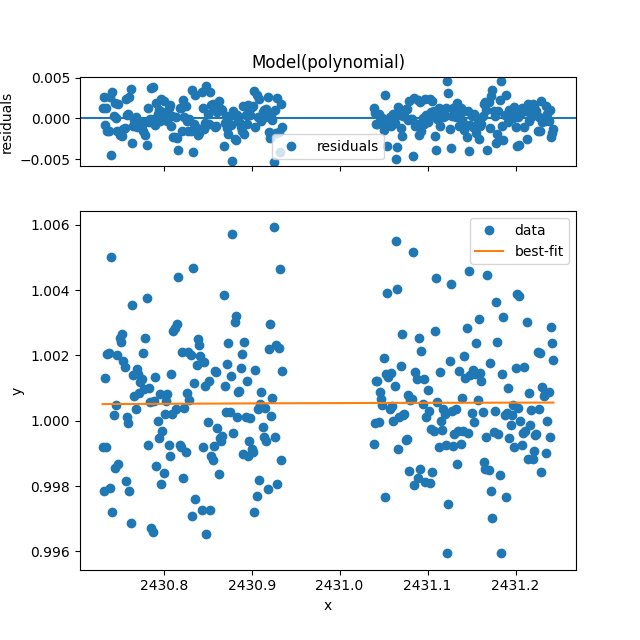 Model(polynomial)
0.005
0.000
−0.005
residuals
residuals
1.006
1.004
1.002
1.000
0.998
0.996
y
data
best-fit
2430.8 2430.9 2431.0 2431.1 2431.2
x